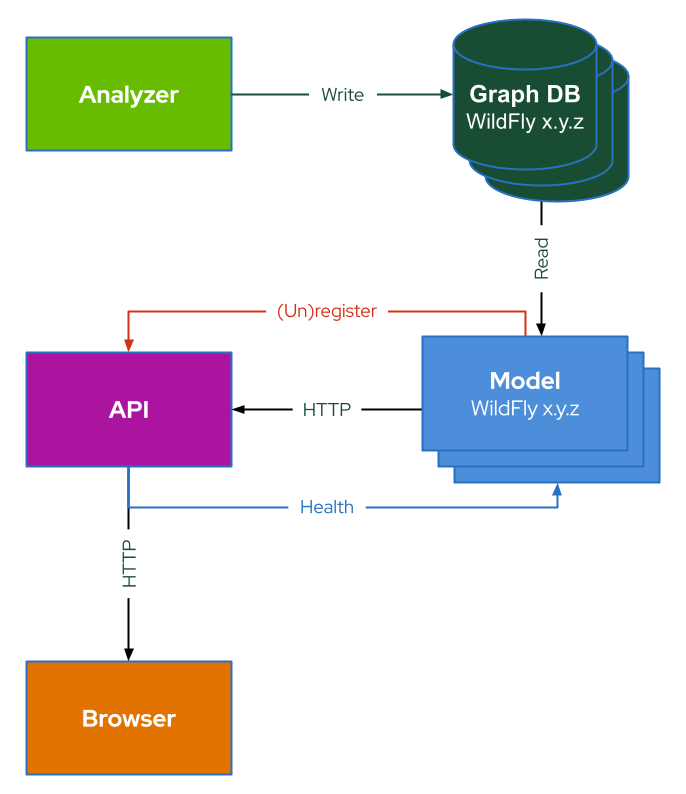 Analyzer
Write
Graph DB
WildFly x.y.z
Read
(Un)register
API
HTTP
Model
WildFly x.y.z
Health
HTTP
Browser